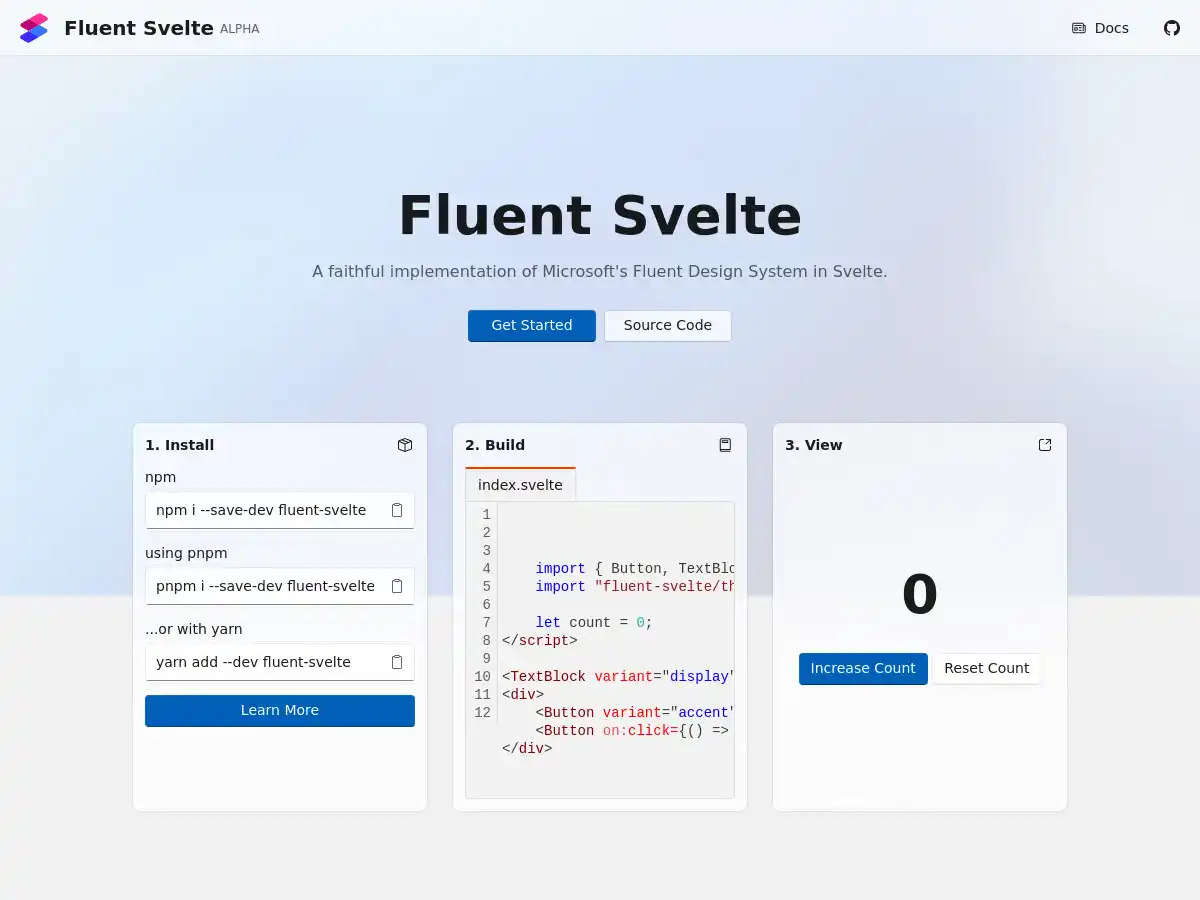 Fluent Svelte ALPHA
Docs
Fluent Svelte
A faithful implementation of Microsoft's Fluent Design System in Svelte.
Get Started
Source Code
1. Install
npm
npm i --save-dev fluent-svelte
using pnpm
pnpm i --save-dev fluent-svelte
...or with yarn
yarn add --dev fluent-svelte
Learn More
2. Build
index.svelte
1
2
3
4
5
6
7
8
9
10
11
12
import { Button, TextBlo
import "fluent-svelte/th
let count = 0;
</script>
<TextBlock variant="display"
<div>
<Button variant="accent"
<Button on:click={() =>
</div>
3. View
0
Increase Count
Reset Count